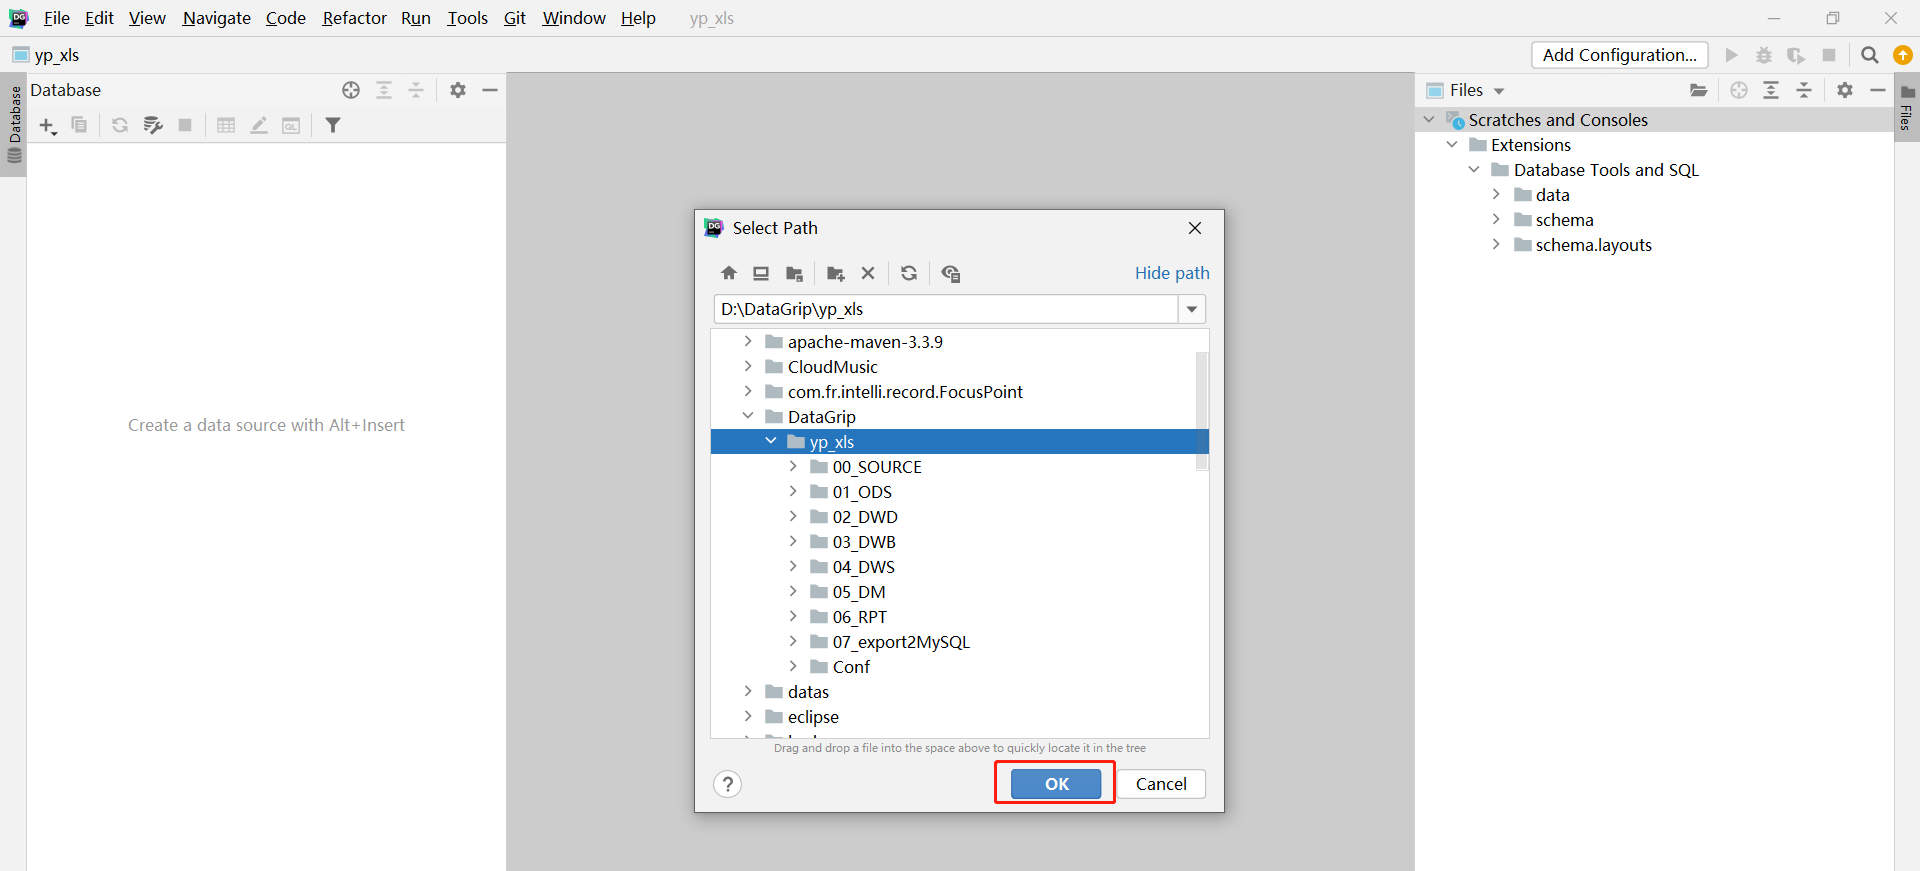 File Edit View Navigate Code Refactor Run Tools Git Window Help yp_xls
yp_xls
Add Configuration...
Database
Database
Create a data source with Alt+Insert
Select Path
Hide path
D:\DataGrip\yp_xls
apache-maven-3.3.9
CloudMusic
com.fr.intelli.record.FocusPoint
DataGrip
yp_xls
00_SOURCE
01_ODS
02_DWD
03_DWB
04_DWS
05_DM
06_RPT
07_export2MySQL
Conf
datas
eclipse
Drag and drop a file into the space above to quickly locate it in the tree
?
OK
Cancel
Files
Scratches and Consoles
Extensions
Database Tools and SQL
data
schema
schema.layouts
Files